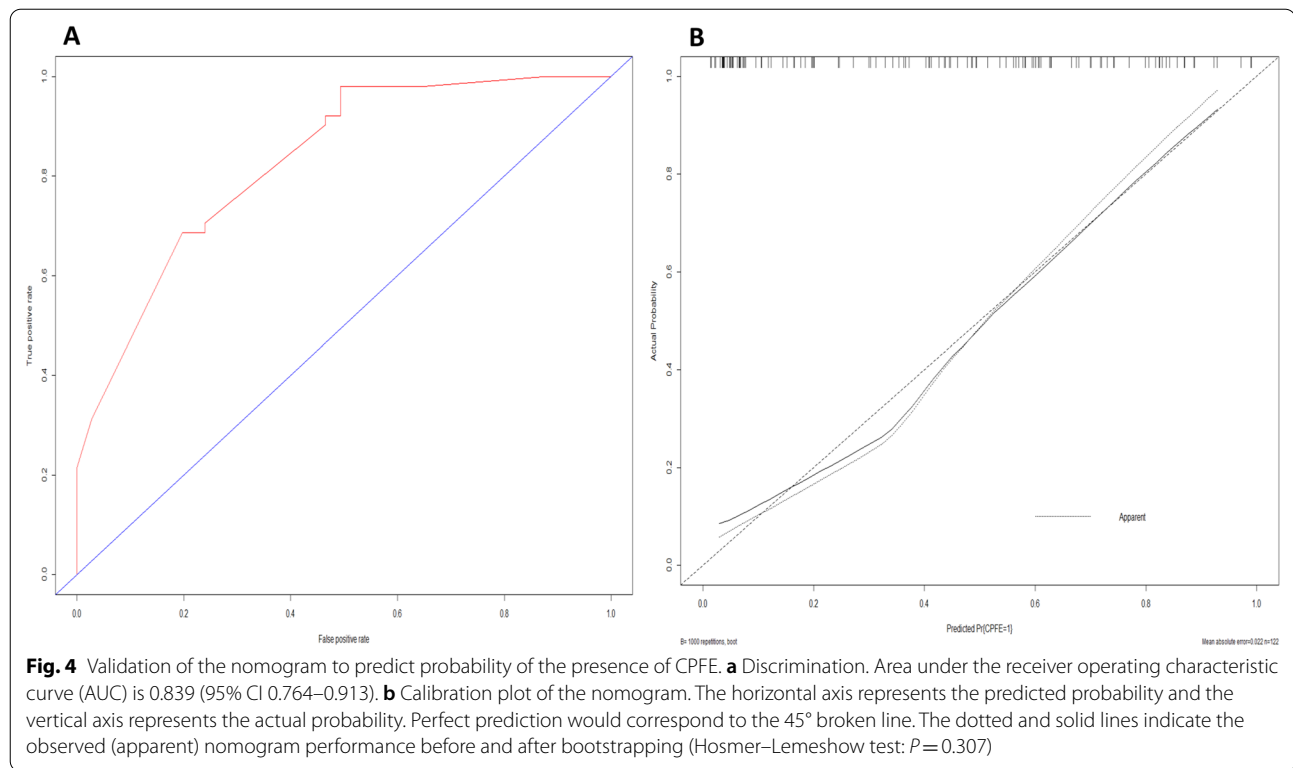 A
B
1.0
0.8
0.6
0.4
0.2
0.0
True positive rate
0.0 0.2 0.4 0.6 0.8 1.0
False positive rate
1.0
0.8
0.6
0.4
0.2
0.0
Actual Probability
Apparent
0.0 0.2 0.4 0.6 0.8 1.0
Predicted Pr{CPFE=1}
B= 1000 repetitions, boot
Mean absolute error=0.022 n=122
Fig. 4 Validation of the nomogram to predict probability of the presence of CPFE. a Discrimination. Area under the receiver operating characteristic
curve (AUC) is 0.839 (95% CI 0.764–0.913). b Calibration plot of the nomogram. The horizontal axis represents the predicted probability and the
vertical axis represents the actual probability. Perfect prediction would correspond to the 45° broken line. The dotted and solid lines indicate the
observed (apparent) nomogram performance before and after bootstrapping (Hosmer–Lemeshow test: P = 0.307)